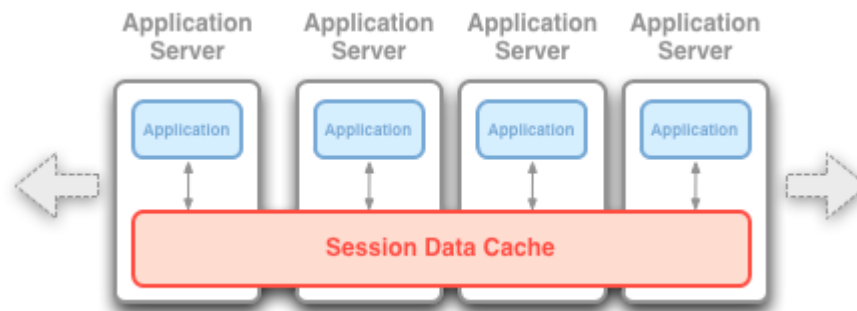 Application
Server
Application
Server
Application
Server
Application
Server
Application
Application
Application
Application
Session Data Cache